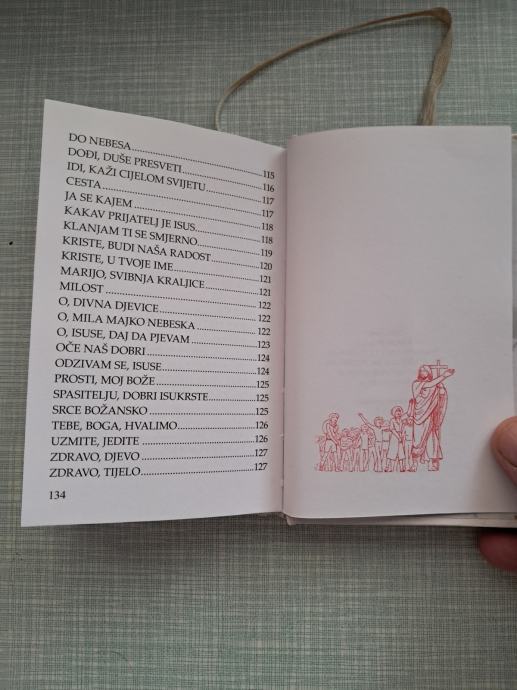 DO NEBESA 115
DOĐI, DUŠE PRESVETI 116
IDI, KAŽI CIJELOM SVIJETU 117
CESTA 117
JA SE KAJEM 118
KAKAV PRIJATELJ JE ISUS 118
KLANJAM TI SE SMJERNO 119
KRISTE, BUDI NAŠA RADOST 120
KRISTE, U TVOJE IME 121
MARIJO, SVIBNJA KRALJICE 121
MILOST 122
O, DIVNA DJEVICE 122
O, MILA MAJKO NEBESKA 122
O, ISUSE, DAJ DA PJEVAM 123
OČE NAŠ DOBRI 124
ODZIVAM SE, ISUSE 124
PROSTI, MOJ BOŽE 125
SPASITELJU, DOBRI ISUKRSTE 125
SRCE BOŽANSKO 126
TEBE, BOGA, HVALIMO 126
UZMITE, JEDITE 126
ZDRAVO, DJEVO 127
ZDRAVO, TIJELO 127
134